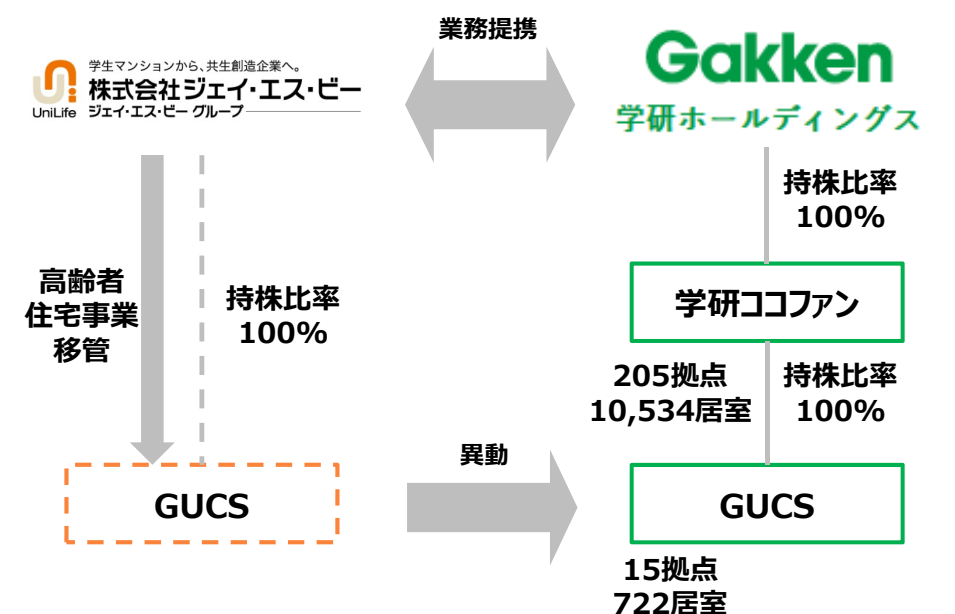 業務提携
学生マンションから、共生創造企業へ。
株式会社ジェイ・エス・ビー
UniLife ジェイ・エス・ビー グループ
Gakken
学研ホールディングス
持株比率
100%
高齢者
住宅事業
移管
持株比率
100%
学研ココファン
205拠点
10,534居室
持株比率
100%
異動
GUCS
GUCS
15拠点
722居室